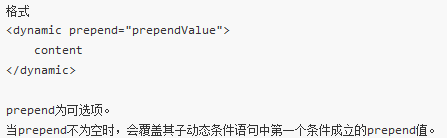 格式
<dynamic prepend="prependValue">
    content
</dynamic>
prepend为可选项。
当prepend不为空时，会覆盖其子动态条件语句中第一个条件成立的prepend值。